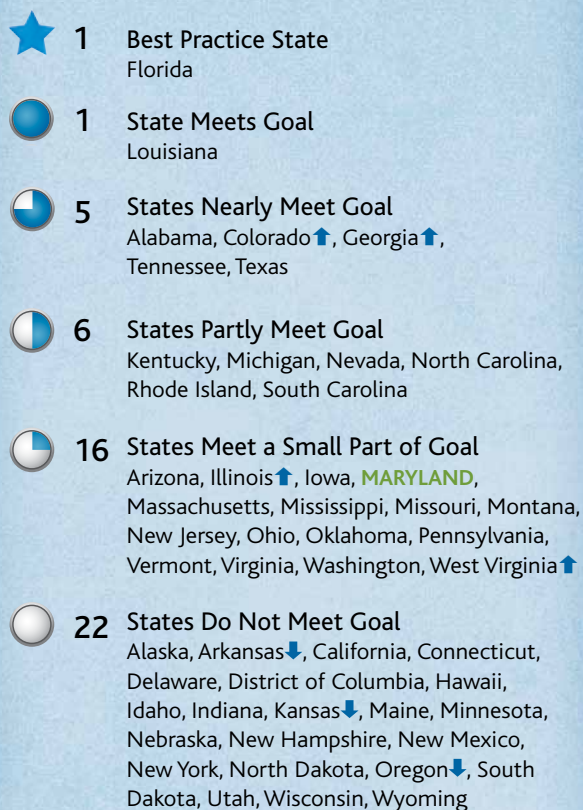 1 Best Practice State
Florida
1 State Meets Goal
Louisiana
5 States Nearly Meet Goal
Alabama, Colorado⬆, Georgia⬆,
Tennessee, Texas
6 States Partly Meet Goal
Kentucky, Michigan, Nevada, North Carolina,
Rhode Island, South Carolina
16 States Meet a Small Part of Goal
Arizona, Illinois⬆, Iowa, MARYLAND,
Massachusetts, Mississippi, Missouri, Montana,
New Jersey, Ohio, Oklahoma, Pennsylvania,
Vermont, Virginia, Washington, West Virginia⬆
22 States Do Not Meet Goal
Alaska, Arkansas⬇, California, Connecticut,
Delaware, District of Columbia, Hawaii,
Idaho, Indiana, Kansas⬇, Maine, Minnesota,
Nebraska, New Hampshire, New Mexico,
New York, North Dakota, Oregon⬇, South
Dakota, Utah, Wisconsin, Wyoming